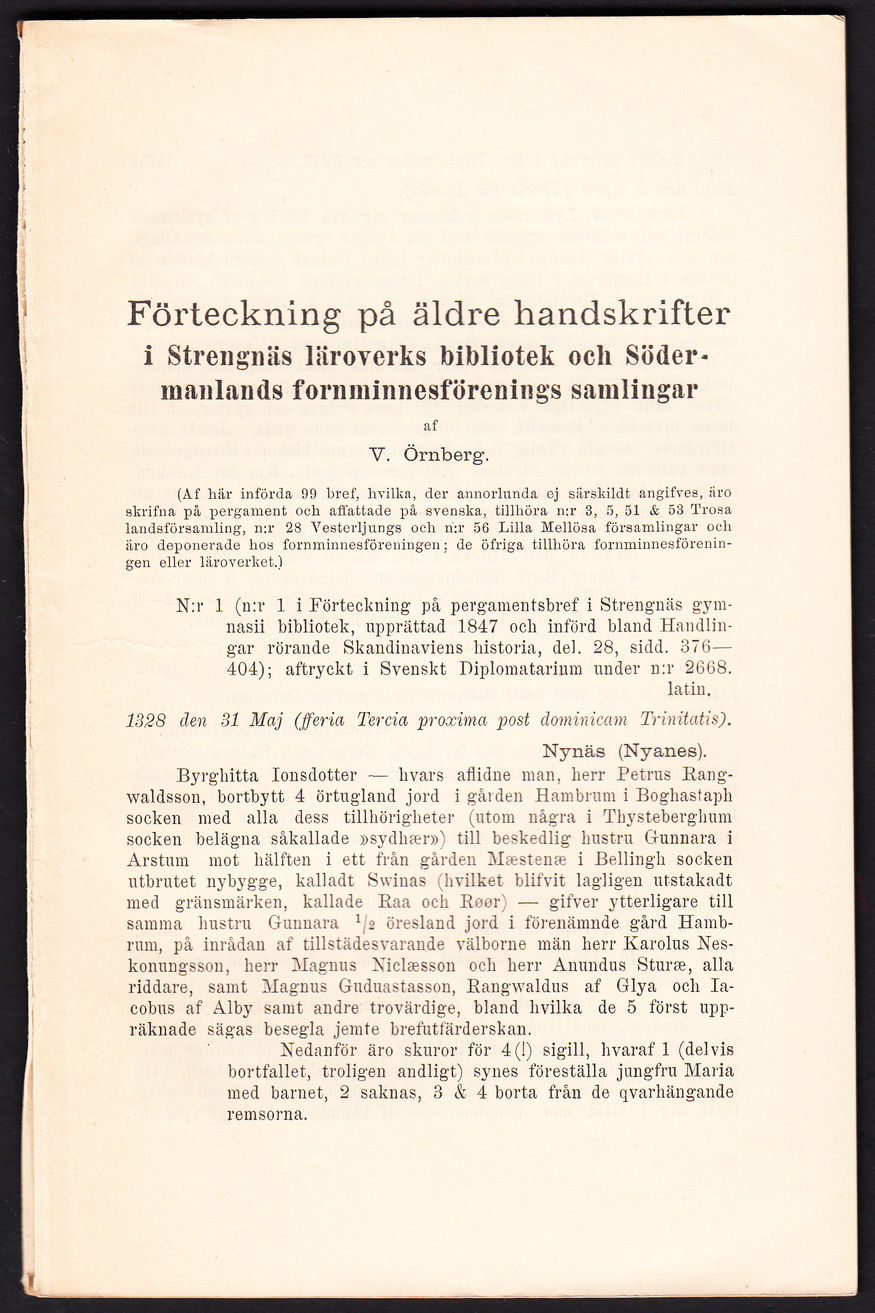 Förteckning på äldre handskrifter
i Strengnäs läroverks bibliotek och Söder-
manlands fornminnesförenings samlingar
af
V. Örnberg.
(Af här införda 99 bref, hvilka, der annorlunda ej särskildt angifves, äro
skrifna på pergament och affattade på svenska, tillhöra n:r 3, 5, 51 & 53 Trosa
landsförsamling, n:r 28 Vesterljungs och n:r 56 Lilla Mellösa församlingar och
äro deponerade hos fornminnesföreningen; de öfriga tillhöra fornminnesförenin-
gen eller läroverket.)
N:r 1 (n:r 1 i Förteckning på pergamentsbref i Strengnäs gym-
nasii bibliotek, upprättad 1847 och införd bland Handlin-
gar rörande Skandinaviens historia, del. 28, sidd. 376—
404); aftryckt i Svenskt Diplomatarium under n:r 2668.
latin.
1328 den 31 Maj (fferia Tercia proxima post dominicam Trinitatis).
Nynäs (Nyanes).
Byrghitta Ionsdotter — hvars aflidne man, herr Petrus Rang-
waldsson, bortbytt 4 örtugland jord i gården Hambrum i Boghastaph
socken med alla dess tillhörigheter (utom några i Thysteberghum
socken belägna såkallade »sydhær») till beskedlig hustru Gunnara i
Arstum mot hälften i ett från gården Mæstenæ i Bellingh socken
utbrutet nybygge, kalladt Swinas (hvilket blifvit lagligen utstakadt
med gränsmärken, kallade Raa och Røør) — gifver ytterligare till
samma hustru Gunnara 1/2 öresland jord i förenämnde gård Hamb-
rum, på inrådan af tillstädesvarande välborne män herr Karolus Nes-
konungsson, herr Magnus Niclæsson och herr Anundus Sturæ, alla
riddare, samt Magnus Guduastasson, Rangwaldus af Glya och Ia-
cobus af Alby samt andre trovärdige, bland hvilka de 5 först upp-
räknade sägas besegla jemte brefutfärderskan.
Nedanför äro skuror för 4(!) sigill, hvaraf 1 (delvis
bortfallet, troligen andligt) synes föreställa jungfru Maria
med barnet, 2 saknas, 3 & 4 borta från de qvarhängande
remsorna.